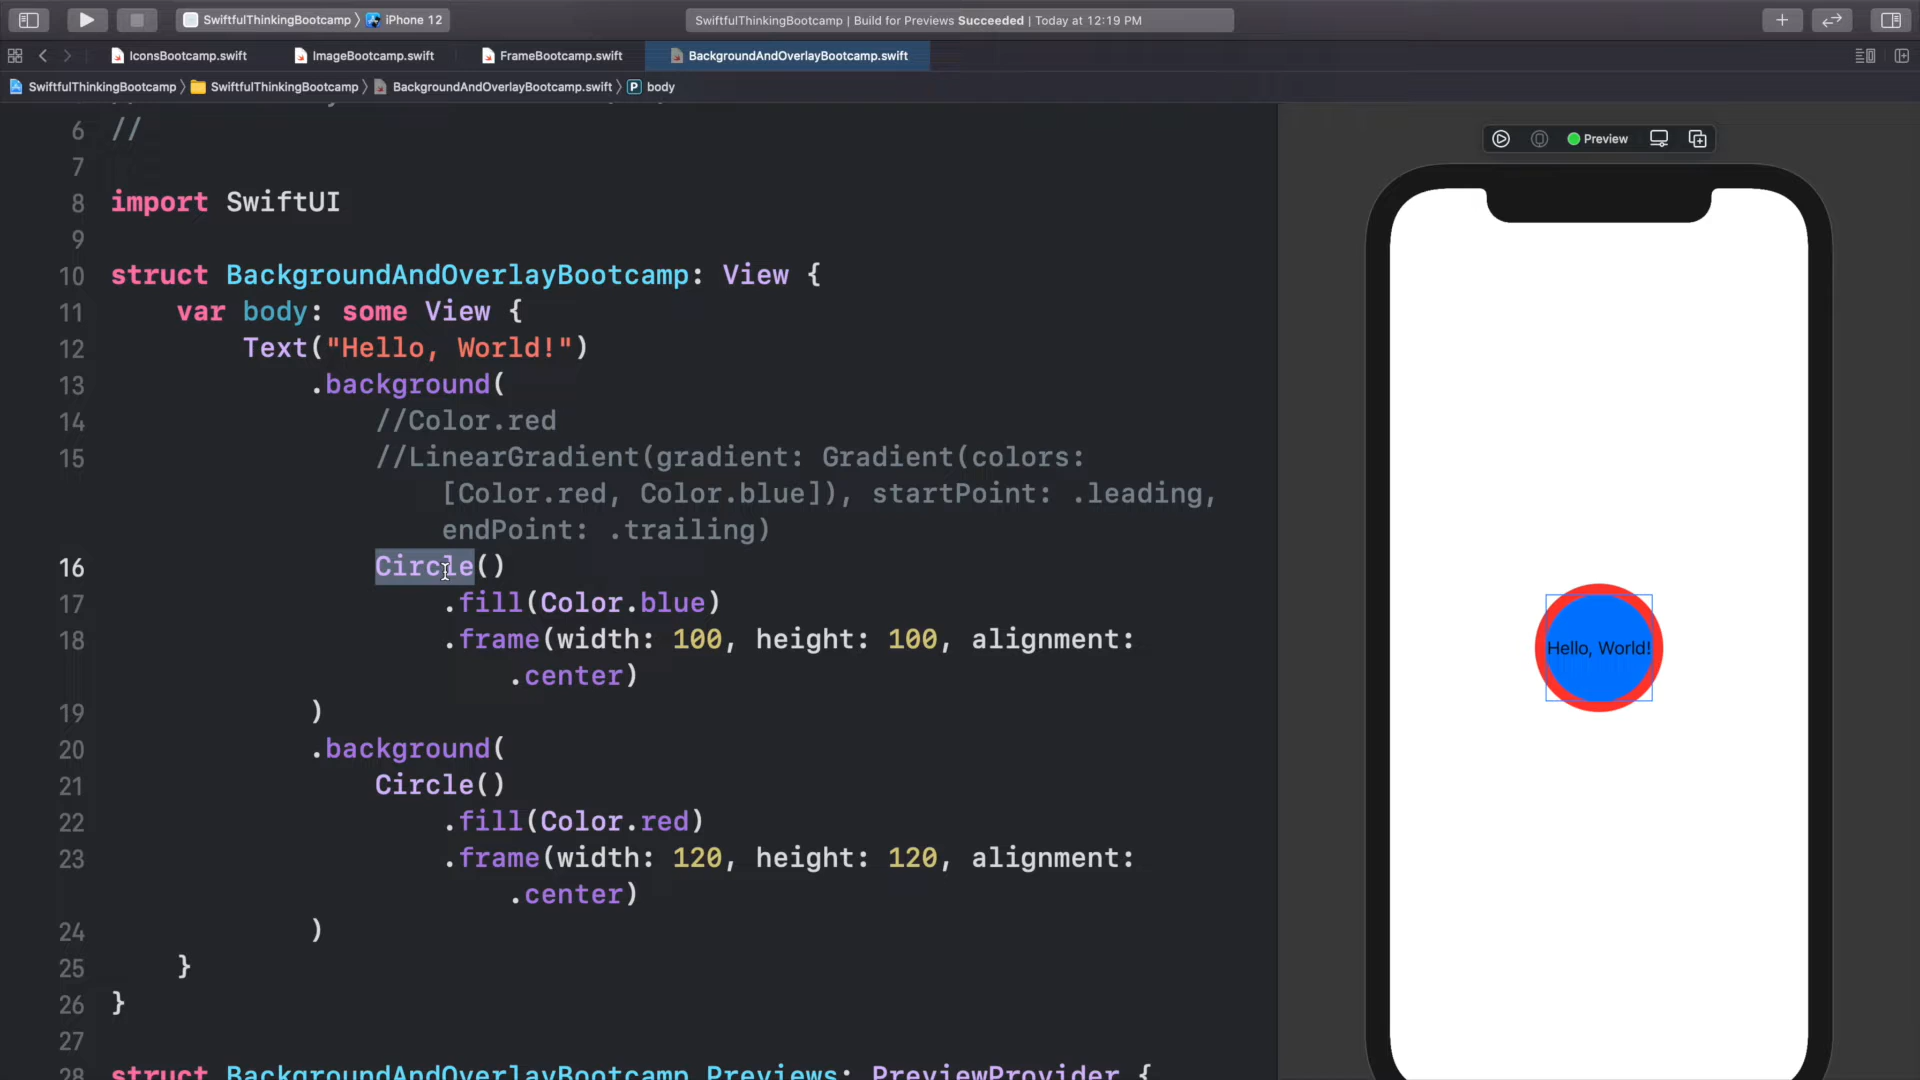 SwiftfulThinkingBootcamp 〉 iPhone 12
SwiftfulThinkingBootcamp | Build for Previews Succeeded | Today at 12:19 PM
IconsBootcamp.swift ImageBootcamp.swift FrameBootcamp.swift BackgroundAndOverlayBootcamp.swift
SwiftfulThinkingBootcamp 〉 SwiftfulThinkingBootcamp 〉 BackgroundAndOverlayBootcamp.swift 〉 P body
6 //
7
8 import SwiftUI
9
10 struct BackgroundAndOverlayBootcamp: View {
11 var body: some View {
12 Text("Hello, World!")
13 .background(
14 //Color.red
15 //LinearGradient(gradient: Gradient(colors:
[Color.red, Color.blue]), startPoint: .leading,
endPoint: .trailing)
16 Circle()
17 .fill(Color.blue)
18 .frame(width: 100, height: 100, alignment:
.center)
19 )
20 .background(
21 Circle()
22 .fill(Color.red)
23 .frame(width: 120, height: 120, alignment:
.center)
24 )
25 }
26 }
27
28 struct BackgroundAndOverlayBootcamp_Previews: PreviewProvider {
Preview
Hello, World!